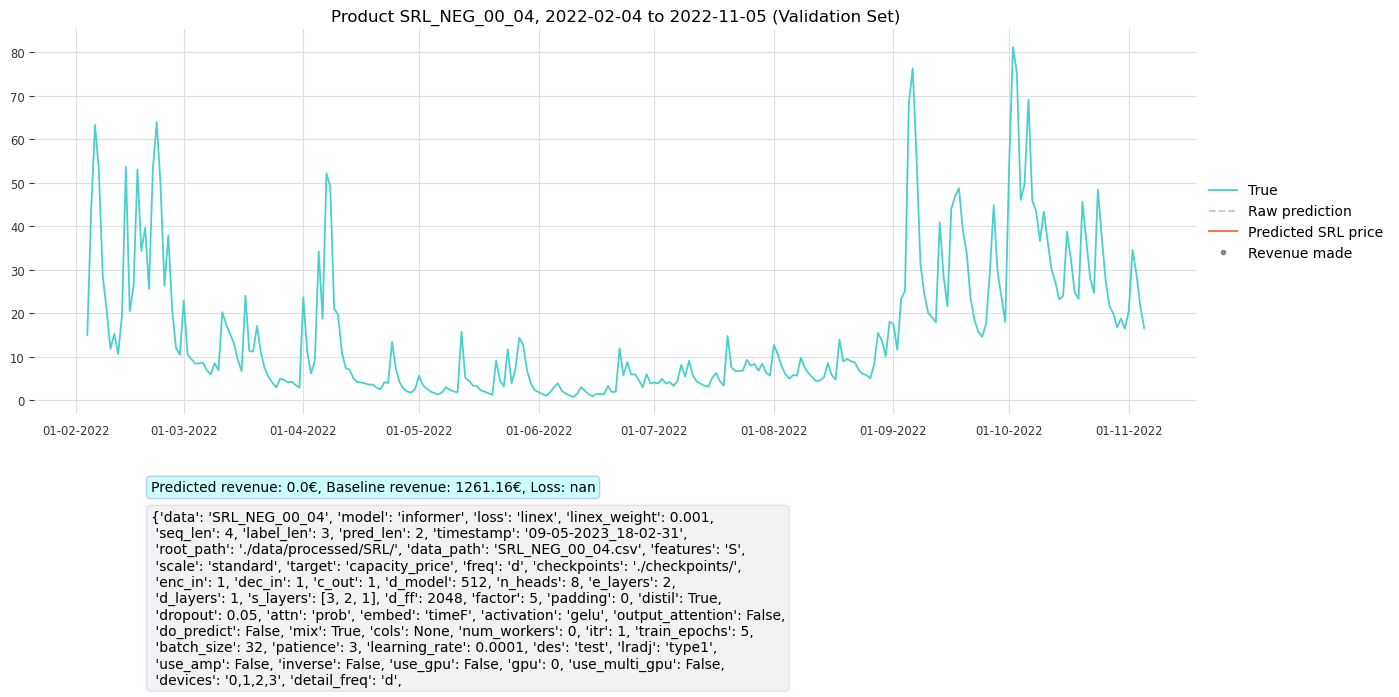 Product SRL_NEG_00_04, 2022-02-04 to 2022-11-05 (Validation Set)
80
70
60
50
40
30
20
10
0
01-02-2022
01-03-2022
01-04-2022
01-05-2022
01-06-2022
01-07-2022
01-08-2022
01-09-2022
01-10-2022
01-11-2022
True
Raw prediction
Predicted SRL price
Revenue made
Predicted revenue: 0.0€, Baseline revenue: 1261.16€, Loss: nan
{'data': 'SRL_NEG_00_04', 'model': 'informer', 'loss': 'linex', 'linex_weight': 0.001,
'seq_len': 4, 'label_len': 3, 'pred_len': 2, 'timestamp': '09-05-2023_18-02-31',
'root_path': './data/processed/SRL/', 'data_path': 'SRL_NEG_00_04.csv', 'features': 'S',
'scale': 'standard', 'target': 'capacity_price', 'freq': 'd', 'checkpoints': './checkpoints/',
'enc_in': 1, 'dec_in': 1, 'c_out': 1, 'd_model': 512, 'n_heads': 8, 'e_layers': 2,
'd_layers': 1, 's_layers': [3, 2, 1], 'd_ff': 2048, 'factor': 5, 'padding': 0, 'distil': True,
'dropout': 0.05, 'attn': 'prob', 'embed': 'timeF', 'activation': 'gelu', 'output_attention': False,
'do_predict': False, 'mix': True, 'cols': None, 'num_workers': 0, 'itr': 1, 'train_epochs': 5,
'batch_size': 32, 'patience': 3, 'learning_rate': 0.0001, 'des': 'test', 'lradj': 'type1',
'use_amp': False, 'inverse': False, 'use_gpu': False, 'gpu': 0, 'use_multi_gpu': False,
'devices': '0,1,2,3', 'detail_freq': 'd',